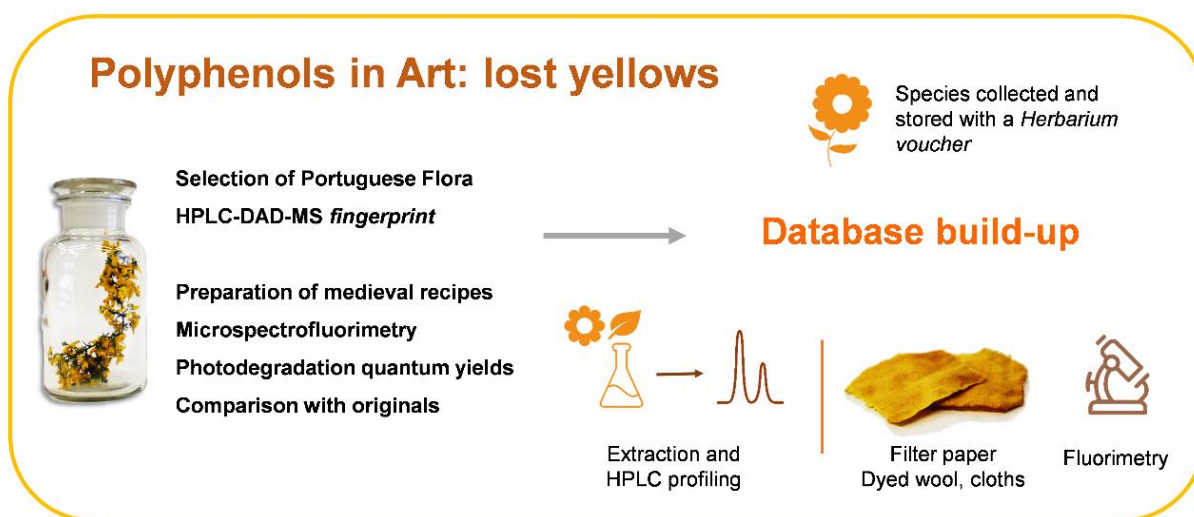 Polyphenols in Art: lost yellows
Species collected and
stored with a Herbarium
voucher
Selection of Portuguese Flora
HPLC-DAD-MS fingerprint
Database build-up
Preparation of medieval recipes
Microspectrofluorimetry
Photodegradation quantum yields
Comparison with originals
Extraction and
HPLC profiling
Filter paper
Dyed wool, cloths
Fluorimetry